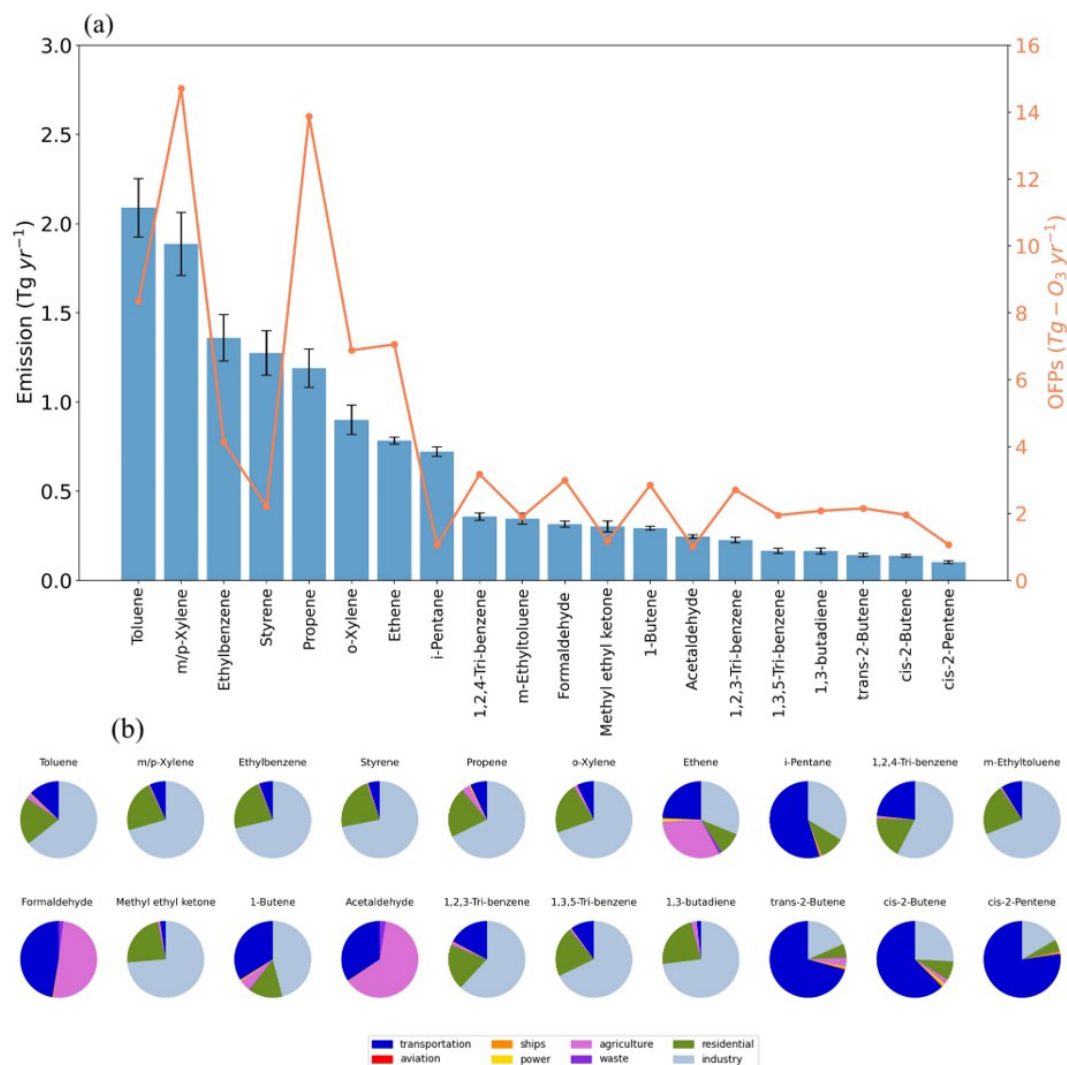 (a)
3.0
2.5
2.0
1.5
1.0
0.5
0.0
Emission (Tg yr⁻¹)
16
14
12
10
8
6
4
2
0
OFPs (Tg − O₃ yr⁻¹)
Toluene
m/p-Xylene
Ethylbenzene
Styrene
Propene
o-Xylene
Ethene
i-Pentane
1,2,4-Tri-benzene
m-Ethyltoluene
Formaldehyde
Methyl ethyl ketone
1-Butene
Acetaldehyde
1,2,3-Tri-benzene
1,3,5-Tri-benzene
1,3-butadiene
trans-2-Butene
cis-2-Butene
cis-2-Pentene
(b)
Toluene m/p-Xylene Ethylbenzene Styrene Propene o-Xylene Ethene i-Pentane 1,2,4-Tri-benzene m-Ethyltoluene
Formaldehyde Methyl ethyl ketone 1-Butene Acetaldehyde 1,2,3-Tri-benzene 1,3,5-Tri-benzene 1,3-butadiene trans-2-Butene cis-2-Butene cis-2-Pentene
transportation ships agriculture residential
aviation power waste industry